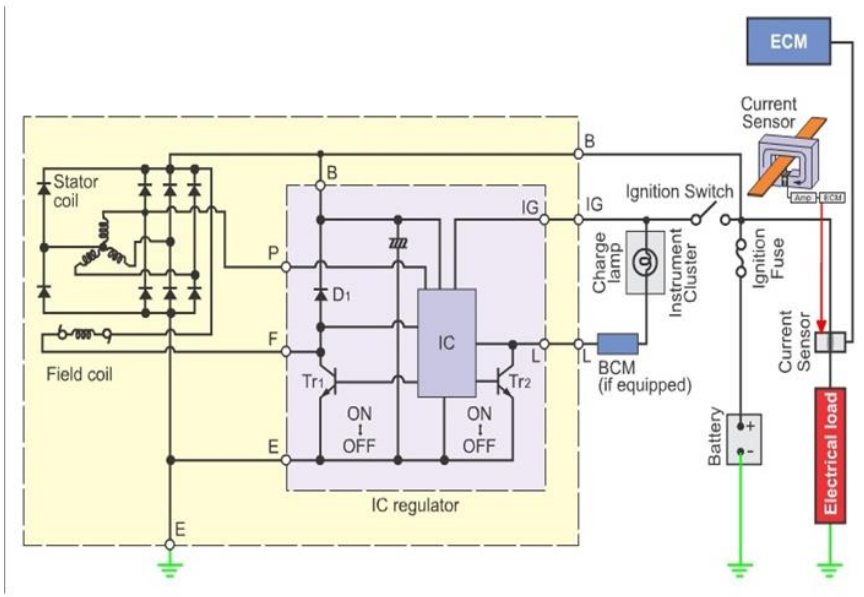 ECM
Current
Sensor
Amp
ECM
B
Stator
coil
B
Ignition Switch
IG
IG
P
Charge
lamp
Instrument
Cluster
Ignition
Fuse
D1
F
IC
L
L
Current
Sensor
Field coil
Tr1
Tr2
BCM
(if equipped)
ON
OFF
ON
OFF
Battery
+
-
Electrical load
E
IC regulator
E